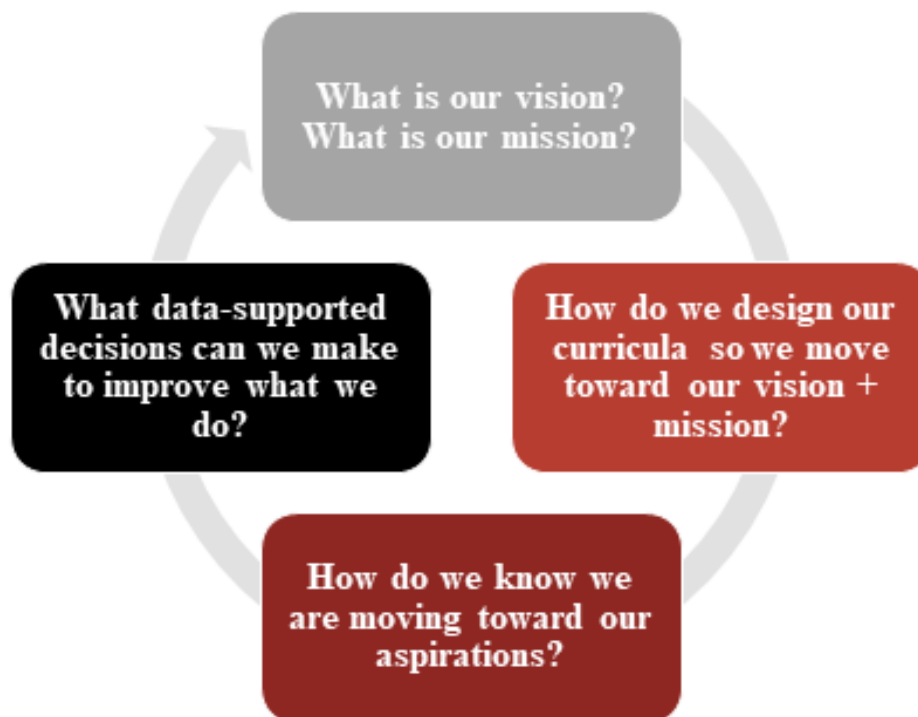 What is our vision?
What is our mission?
How do we design our
curricula so we move
toward our vision +
mission?
How do we know we
are moving toward our
aspirations?
What data-supported
decisions can we make
to improve what we
do?